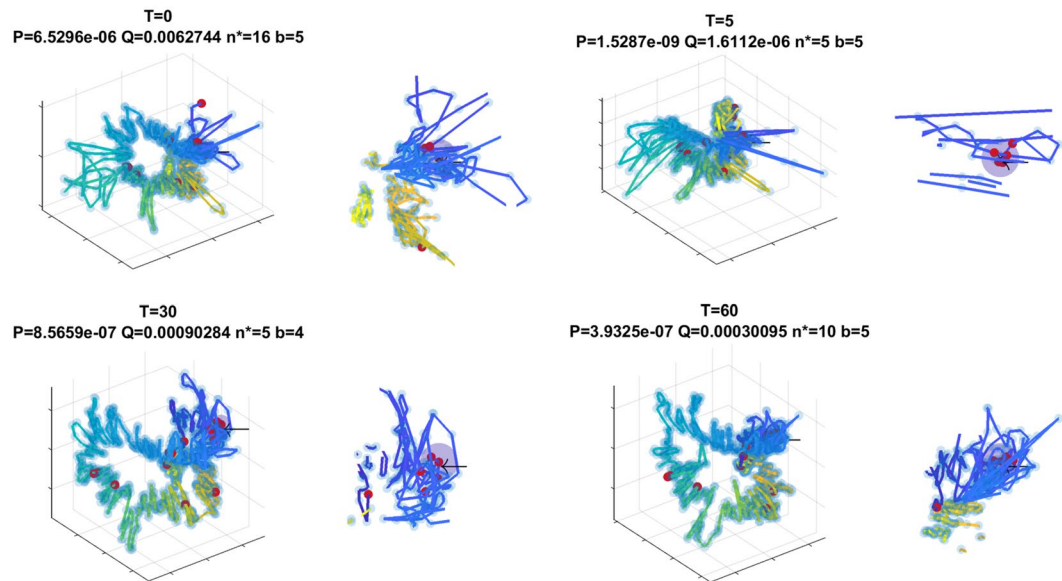 T=0
P=6.5296e-06 Q=0.0062744 n*=16 b=5
T=5
P=1.5287e-09 Q=1.6112e-06 n*=5 b=5
T=30
P=8.5659e-07 Q=0.00090284 n*=5 b=4
T=60
P=3.9325e-07 Q=0.00030095 n*=10 b=5